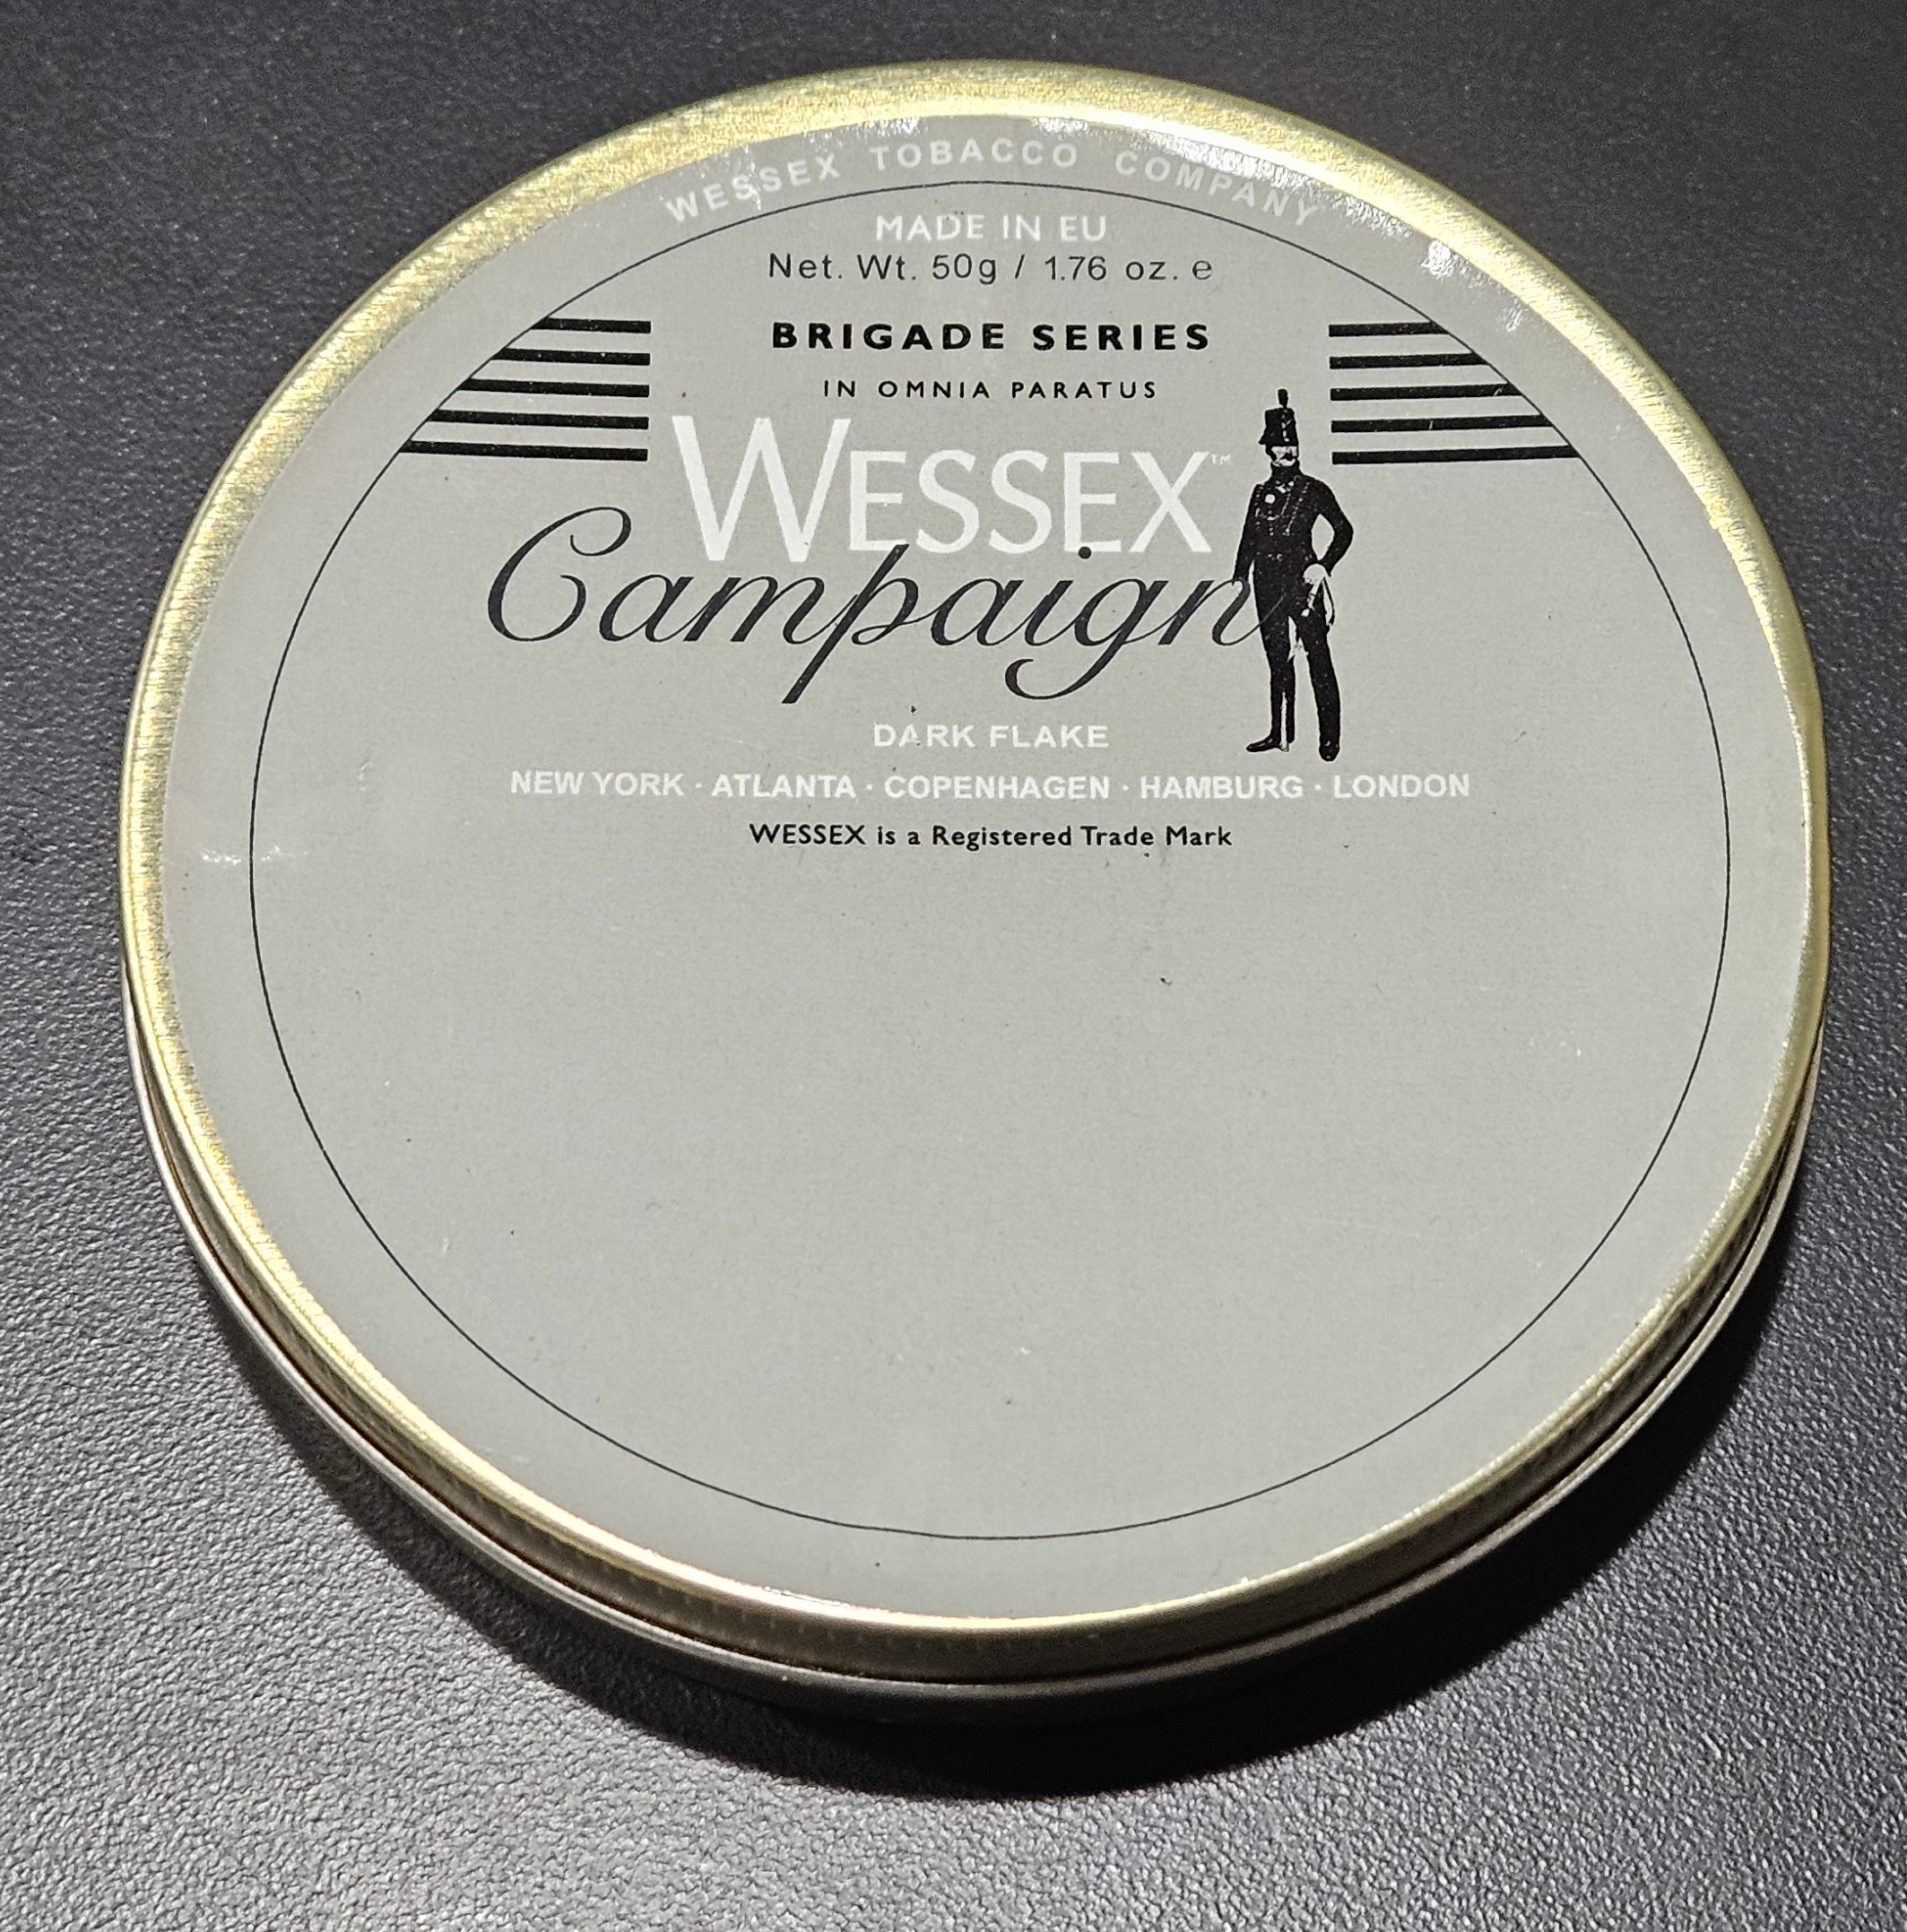 WESSEX TOBACCO COMPANY
MADE IN EU
Net. Wt. 50g / 1.76 oz. e
BRIGADE SERIES
IN OMNIA PARATUS
WESSEX™
Campaign
DARK FLAKE
NEW YORK · ATLANTA · COPENHAGEN · HAMBURG · LONDON
WESSEX is a Registered Trade Mark